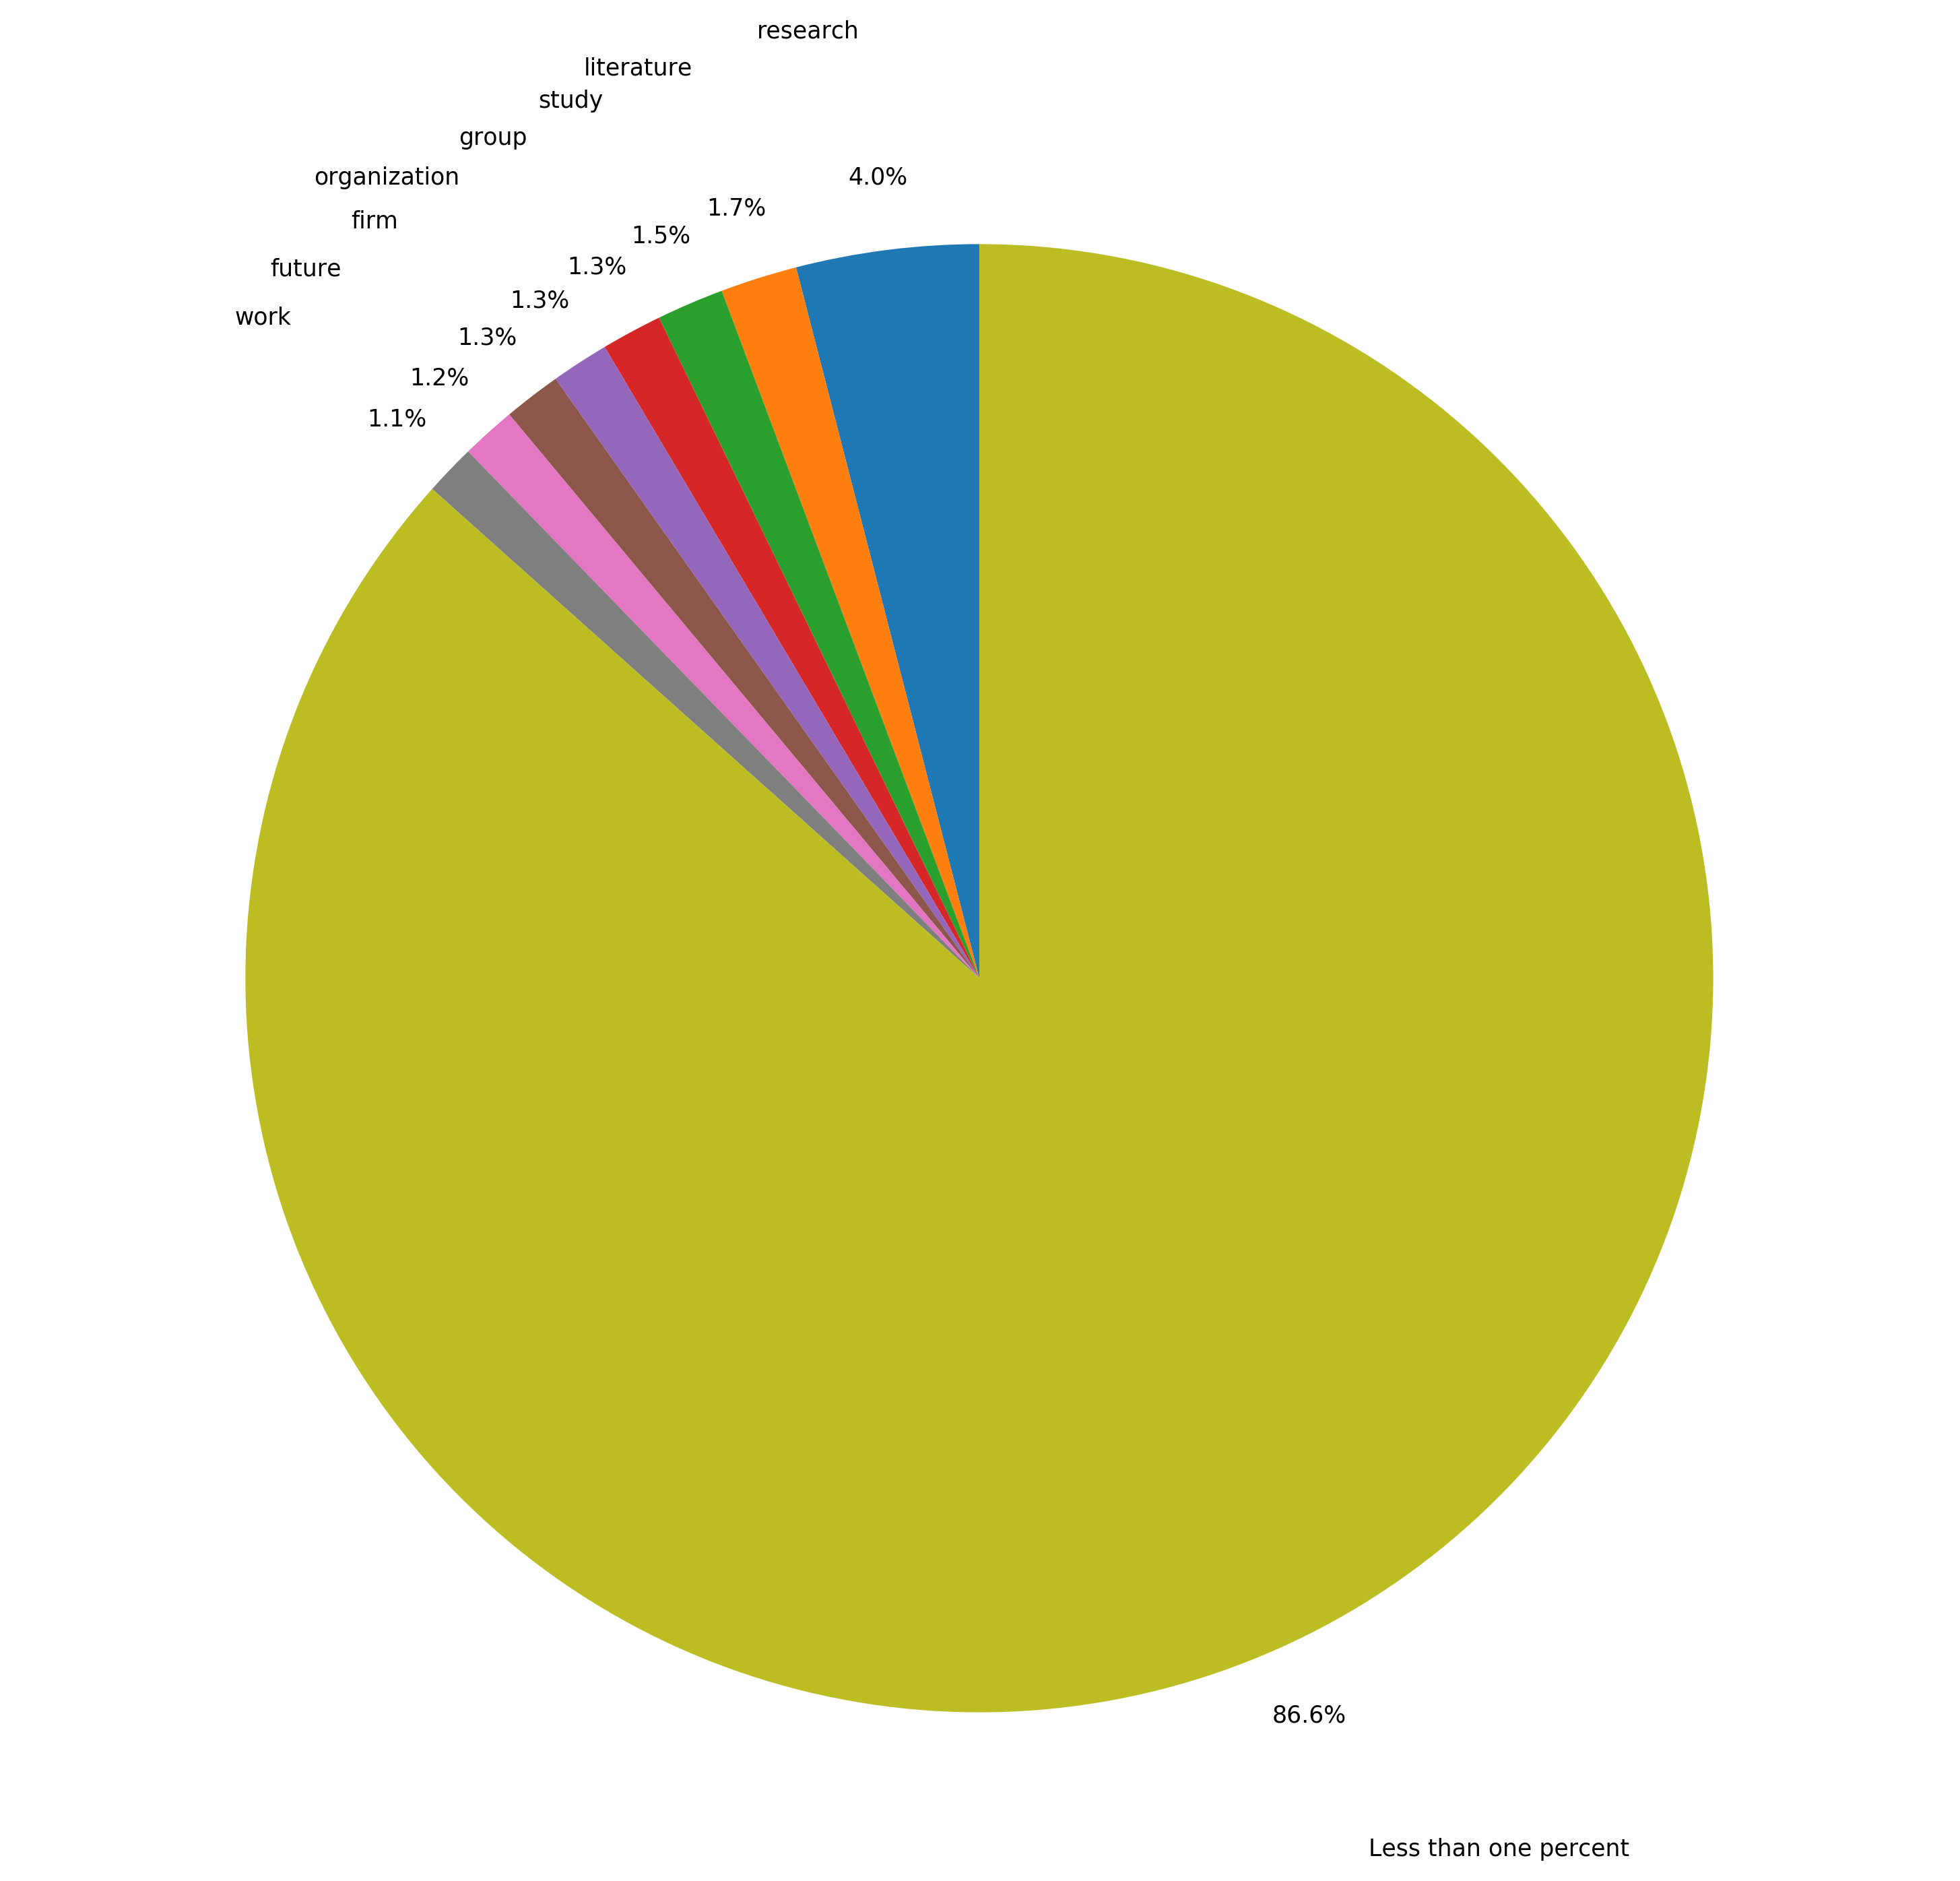 research
literature
study
group
organization
firm
future
work
4.0%
1.7%
1.5%
1.3%
1.3%
1.3%
1.2%
1.1%
86.6%
Less than one percent